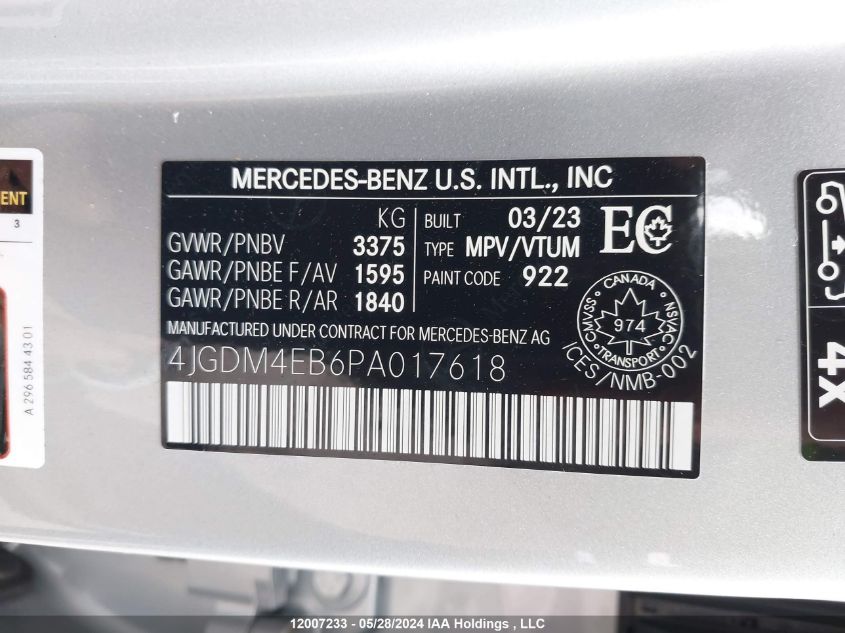 MERCEDES-BENZ U.S. INTL., INC
KG
GVWR/PNBV 3375
GAWR/PNBE F/AV 1595
GAWR/PNBE R/AR 1840
BUILT 03/23
TYPE MPV/VTUM
PAINT CODE 922
EC
MANUFACTURED UNDER CONTRACT FOR MERCEDES-BENZ AG
4JGDM4EB6PA017618
CANADA
CMVSS
NSVAC
974
TRANSPORT
ICES/NMB-002
ENT
3
A 296 584 43 01
4X
12007233 - 05/28/2024 IAA Holdings , LLC